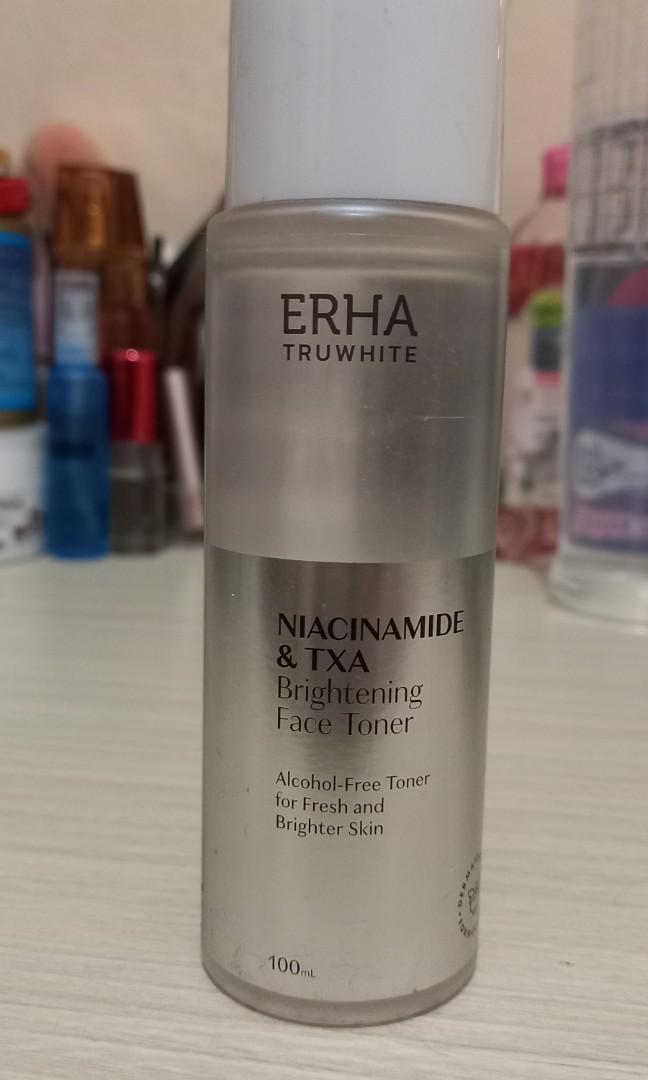 ERHA
TRUWHITE
NIACINAMIDE
& TXA
Brightening
Face Toner
Alcohol-Free Toner
for Fresh and
Brighter Skin
100mL